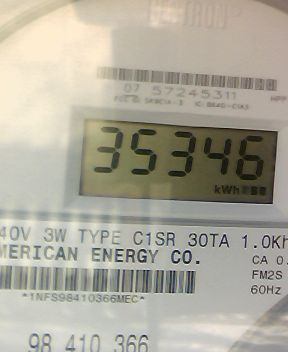 07 57245311
35346
kWh
40V 3W TYPE C1SR 30TA 1.0Kh
MERICAN ENERGY CO.
CA 0.
FM2S
60Hz
*1NFS98410366MEC*
98 410 366